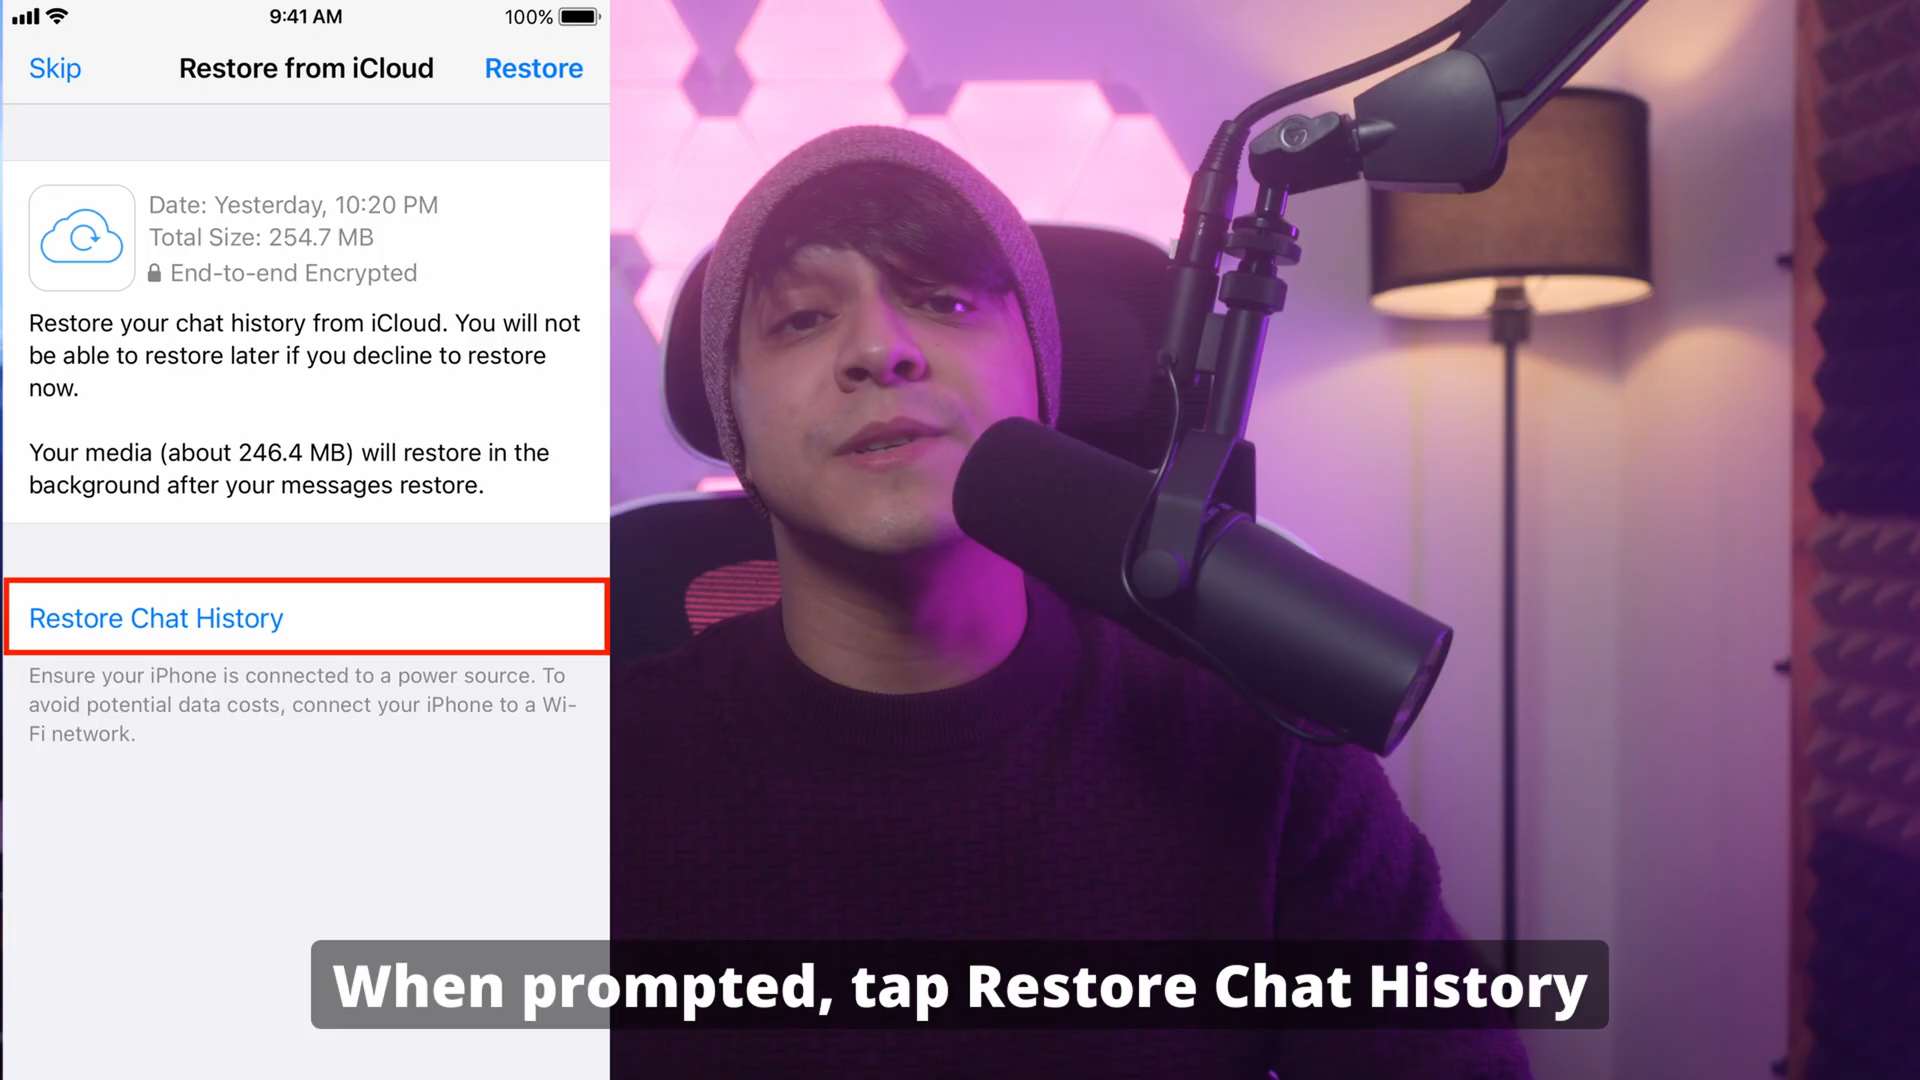 9:41 AM
100%
Skip
Restore from iCloud
Restore
Date: Yesterday, 10:20 PM
Total Size: 254.7 MB
End-to-end Encrypted
Restore your chat history from iCloud. You will not
be able to restore later if you decline to restore
now.
Your media (about 246.4 MB) will restore in the
background after your messages restore.
Restore Chat History
Ensure your iPhone is connected to a power source. To
avoid potential data costs, connect your iPhone to a Wi-
Fi network.
When prompted, tap Restore Chat History